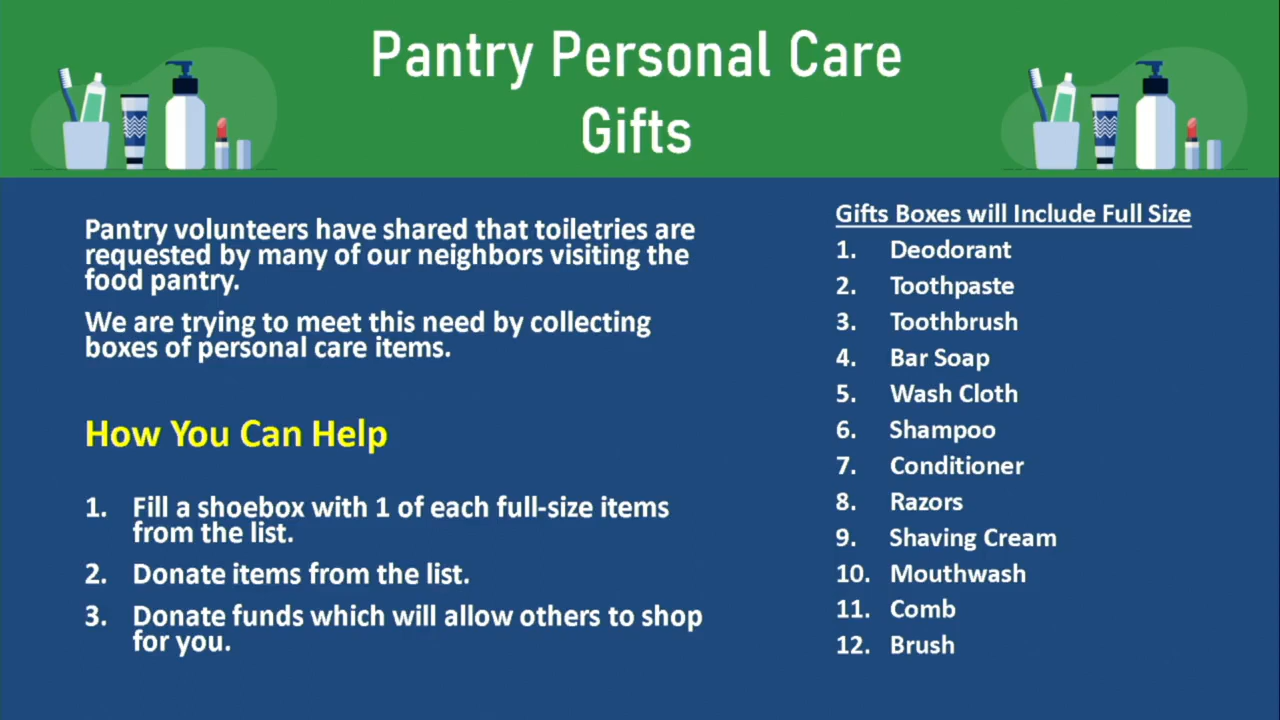 Pantry Personal Care
Gifts
Pantry volunteers have shared that toiletries are
requested by many of our neighbors visiting the
food pantry.
We are trying to meet this need by collecting
boxes of personal care items.
How You Can Help
1. Fill a shoebox with 1 of each full-size items
from the list.
2. Donate items from the list.
3. Donate funds which will allow others to shop
for you.
Gifts Boxes will Include Full Size
1. Deodorant
2. Toothpaste
3. Toothbrush
4. Bar Soap
5. Wash Cloth
6. Shampoo
7. Conditioner
8. Razors
9. Shaving Cream
10. Mouthwash
11. Comb
12. Brush